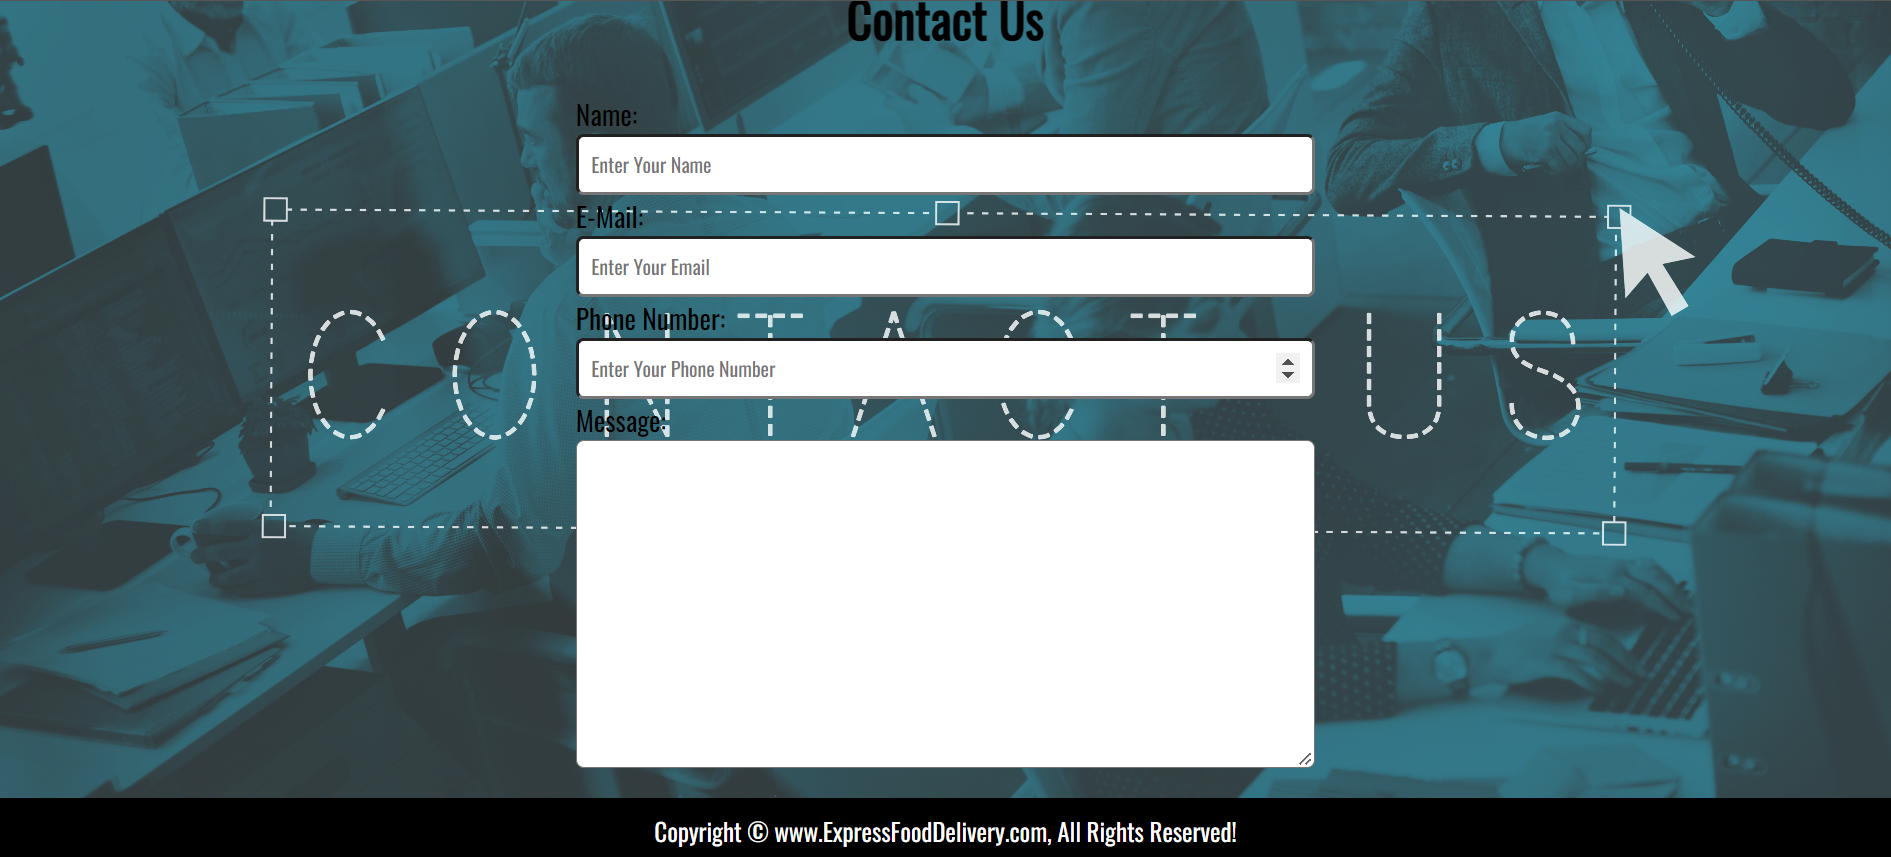 Contact Us
Name:
Enter Your Name
E-Mail:
Enter Your Email
Phone Number:
Enter Your Phone Number
CONTACT US
Message:
Copyright © www.ExpressFoodDelivery.com, All Rights Reserved!